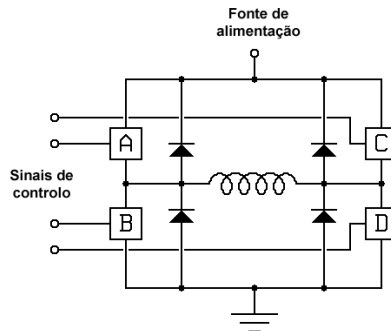 Fonte de
alimentação
A
C
Sinais de
controlo
B
D